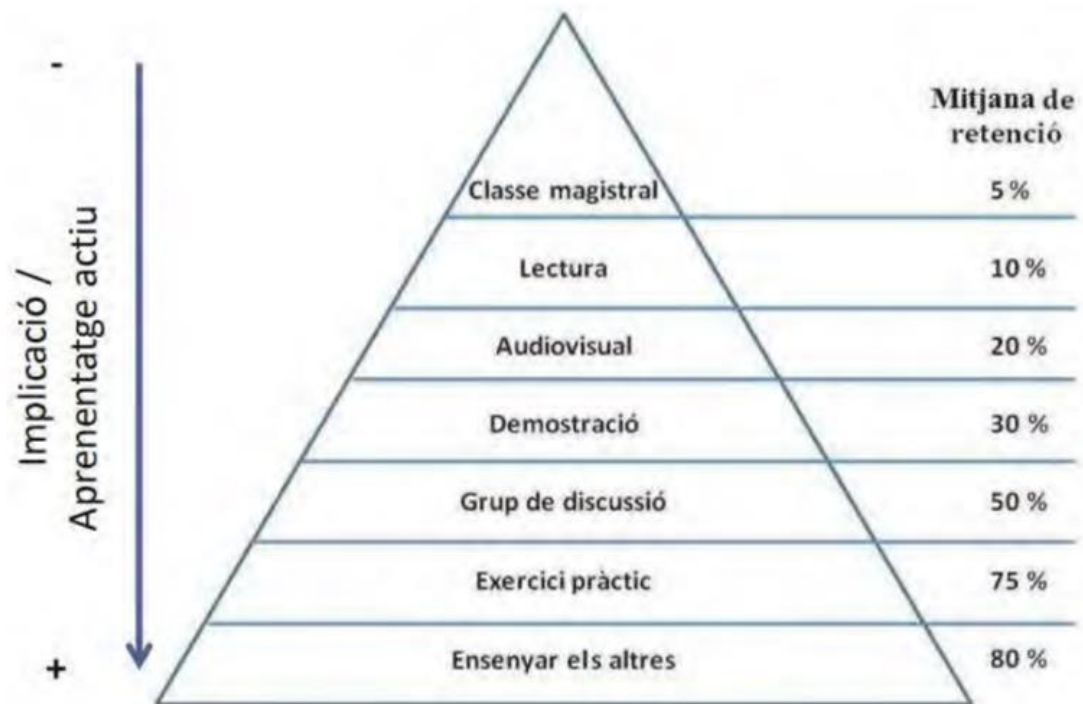 -
Implicació /
Aprenentatge actiu
+
Mitjana de
retenció
Classe magistral 5 %
Lectura 10 %
Audiovisual 20 %
Demostració 30 %
Grup de discussió 50 %
Exercici pràctic 75 %
Ensenyar els altres 80 %